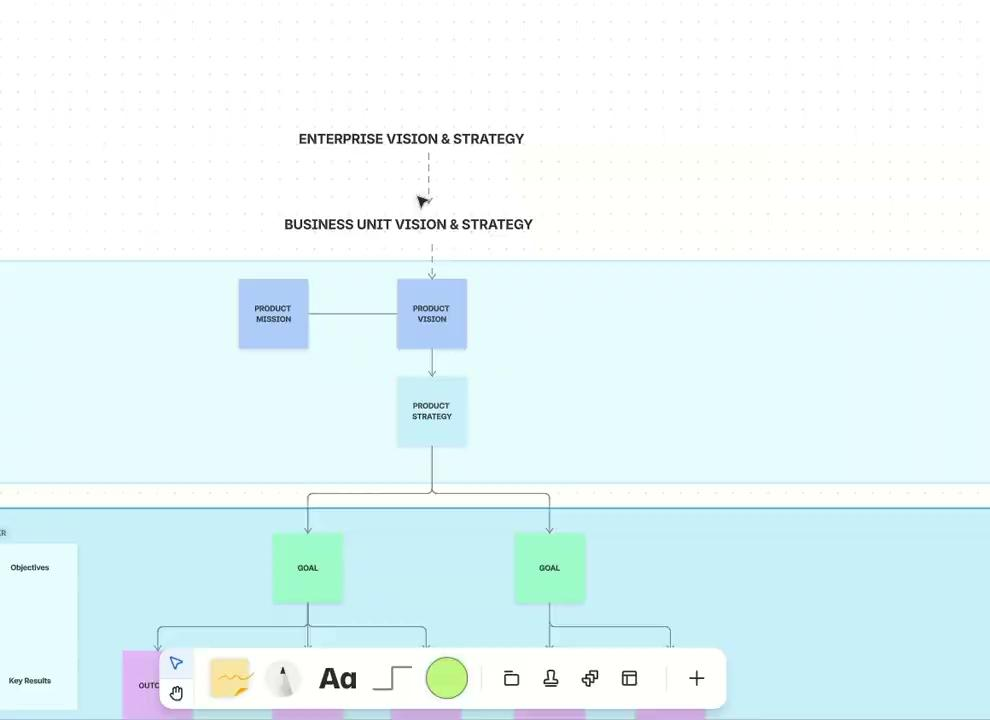 ENTERPRISE VISION & STRATEGY
BUSINESS UNIT VISION & STRATEGY
PRODUCT
MISSION
PRODUCT
VISION
PRODUCT
STRATEGY
Objectives
GOAL
GOAL
Key Results
Aa